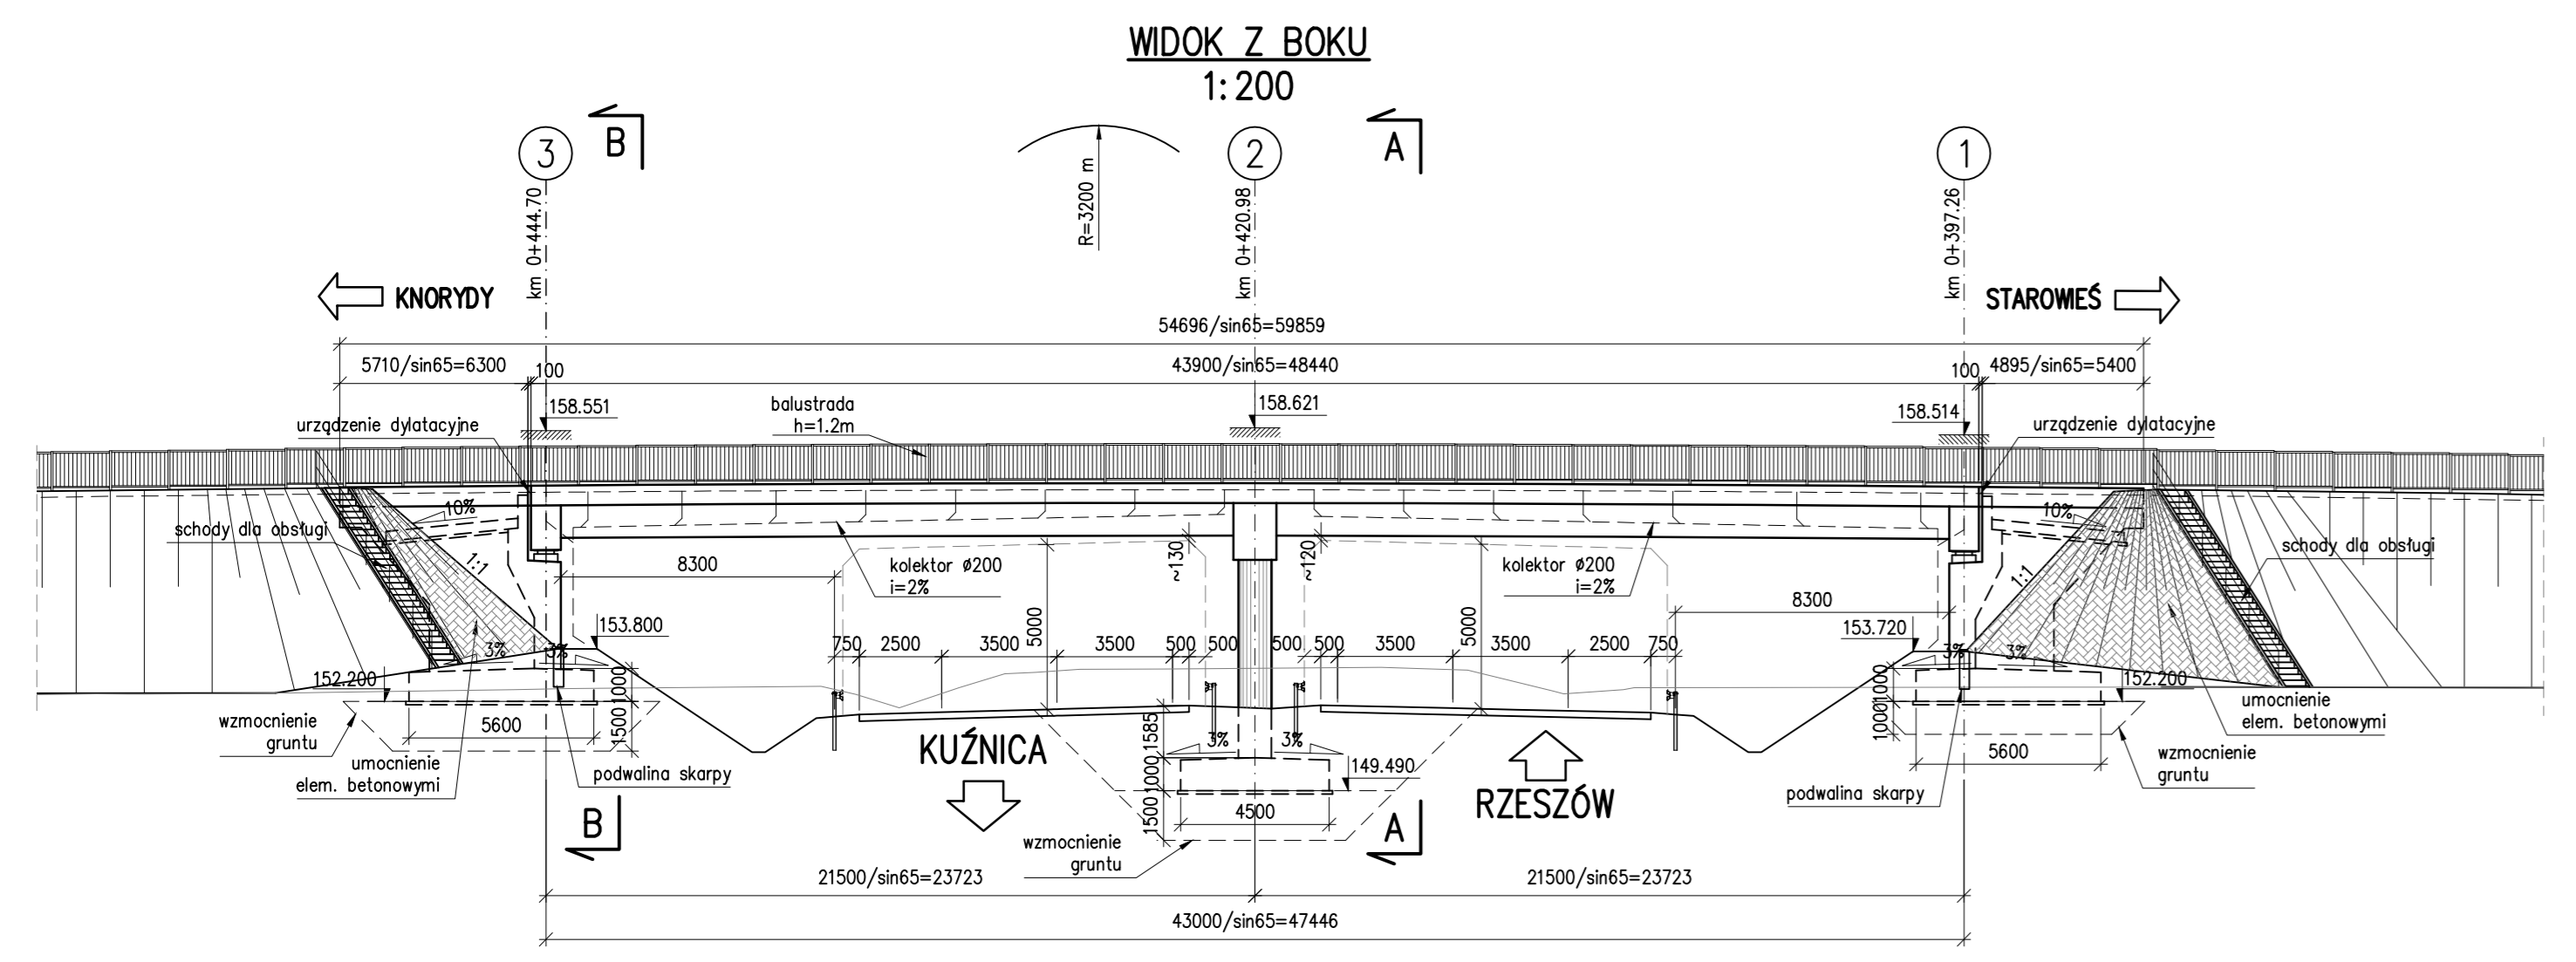 WIDOK Z BOKU
1:200
3
B
2
A
1
km 0+444.70
R=3200 m
km 0+420.98
km 0+397.26
KNORYDY
STAROWIEŚ
54696/sin65=59859
5710/sin65=6300
100
43900/sin65=48440
100
4895/sin65=5400
158.551
balustrada
h=1.2m
158.621
158.514
urządzenie dylatacyjne
urządzenie dylatacyjne
10%
10%
schody dla obsługi
schody dla obsługi
1:1
1:1
8300
kolektor ø200
i=2%
~130
~120
kolektor ø200
i=2%
8300
153.800
153.720
750
2500
3500
5000
3500
500
500
500
500
3500
5000
3500
2500
750
3%
3%
3%
3%
152.200
152.200
1000
1500
1000
1000
wzmocnienie
gruntu
5600
umocnienie
elem. betonowymi
podwalina skarpy
KUŹNICA
1585
1000
1500
3%
3%
149.490
4500
wzmocnienie
gruntu
RZESZÓW
podwalina skarpy
5600
umocnienie
elem. betonowymi
wzmocnienie
gruntu
B
A
21500/sin65=23723
21500/sin65=23723
43000/sin65=47446